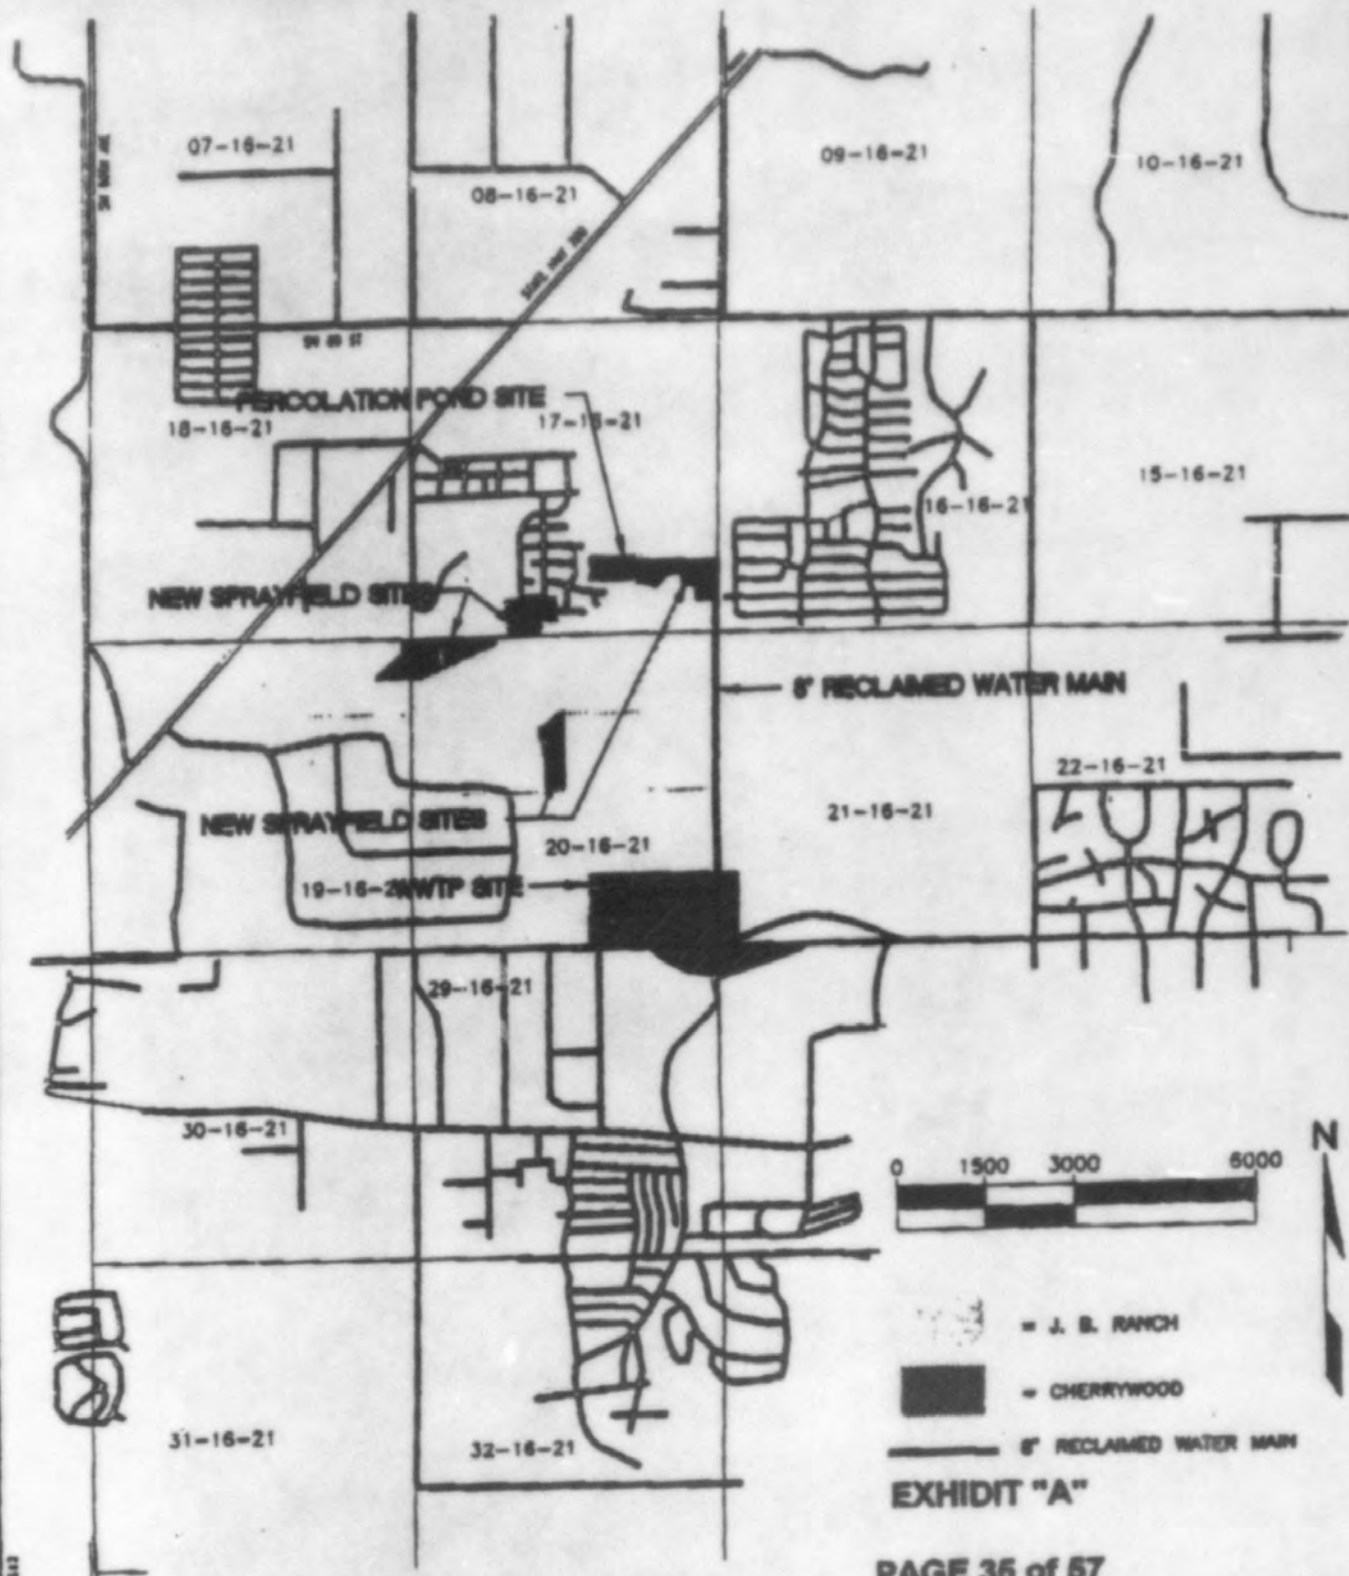 07-16-21
08-16-21
09-16-21
10-16-21
PERCOLATION POND SITE
18-16-21
17-16-21
16-16-21
15-16-21
NEW SPRAYFIELD SITES
8" RECLAIMED WATER MAIN
22-16-21
21-16-21
NEW SPRAYFIELD SITES
20-16-21
19-16-2 WWTP SITE
29-16-21
30-16-21
N
0 1500 3000 6000
= J. B. RANCH
= CHERRYWOOD
8" RECLAIMED WATER MAIN
31-16-21
32-16-21
EXHIDIT "A"
PAGE 35 of 57